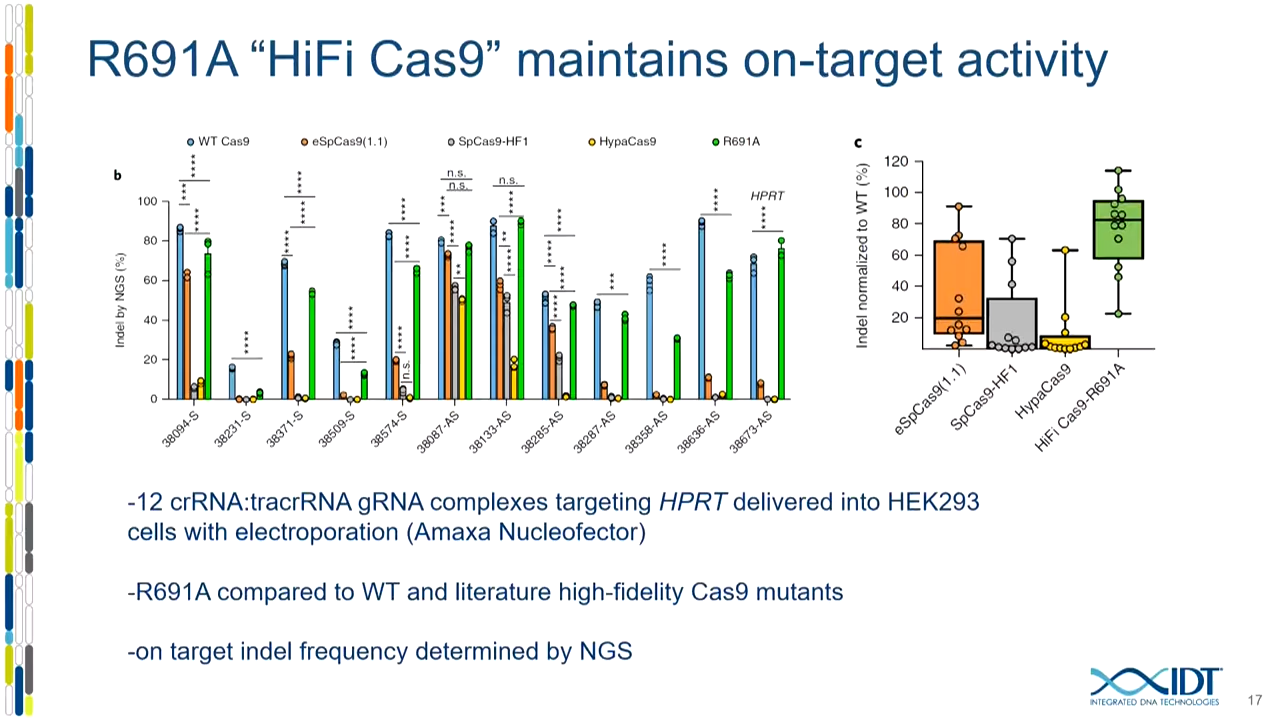 R691A “HiFi Cas9” maintains on-target activity
WT Cas9 eSpCas9(1.1) SpCas9-HF1 HypaCas9 R691A
b
Indel by NGS (%)
100
80
60
40
20
0
**** *** **** **** **** **** **** **** **** **** **** n.s. n.s. n.s. *** **** ** n.s. **** ** **** **** **** **** **** *** **** **** HPRT ****
38094-S 38231-S 38371-S 38509-S 38574-S 38087-AS 38133-AS 38285-AS 38287-AS 38358-AS 38636-AS 38673-AS
c
Indel normalized to WT (%)
120
100
80
60
40
20
eSpCas9(1.1) SpCas9-HF1 HypaCas9 HiFi Cas9-R691A
-12 crRNA:tracrRNA gRNA complexes targeting HPRT delivered into HEK293
cells with electroporation (Amaxa Nucleofector)
-R691A compared to WT and literature high-fidelity Cas9 mutants
-on target indel frequency determined by NGS
IDT
INTEGRATED DNA TECHNOLOGIES
17